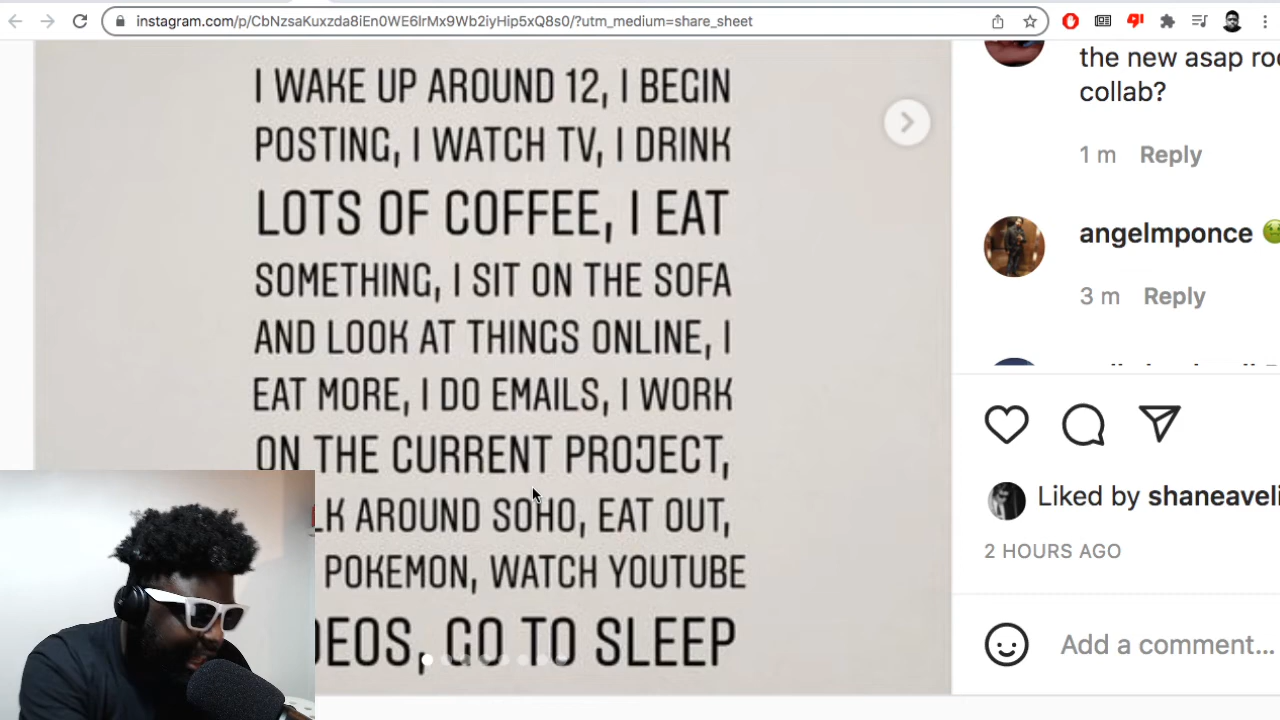 instagram.com/p/CbNzsaKuxzda8iEn0WE6lrMx9Wb2iyHip5xQ8s0/?utm_medium=share_sheet
I WAKE UP AROUND 12, I BEGIN
POSTING, I WATCH TV, I DRINK
LOTS OF COFFEE, I EAT
SOMETHING, I SIT ON THE SOFA
AND LOOK AT THINGS ONLINE, I
EAT MORE, I DO EMAILS, I WORK
ON THE CURRENT PROJECT,
AROUND SOHO, EAT OUT,
POKEMON, WATCH YOUTUBE
GO TO SLEEP
the new asap
collab?
1 m Reply
angelmponce
3 m Reply
Liked by shaneaveli
2 HOURS AGO
Add a comment...